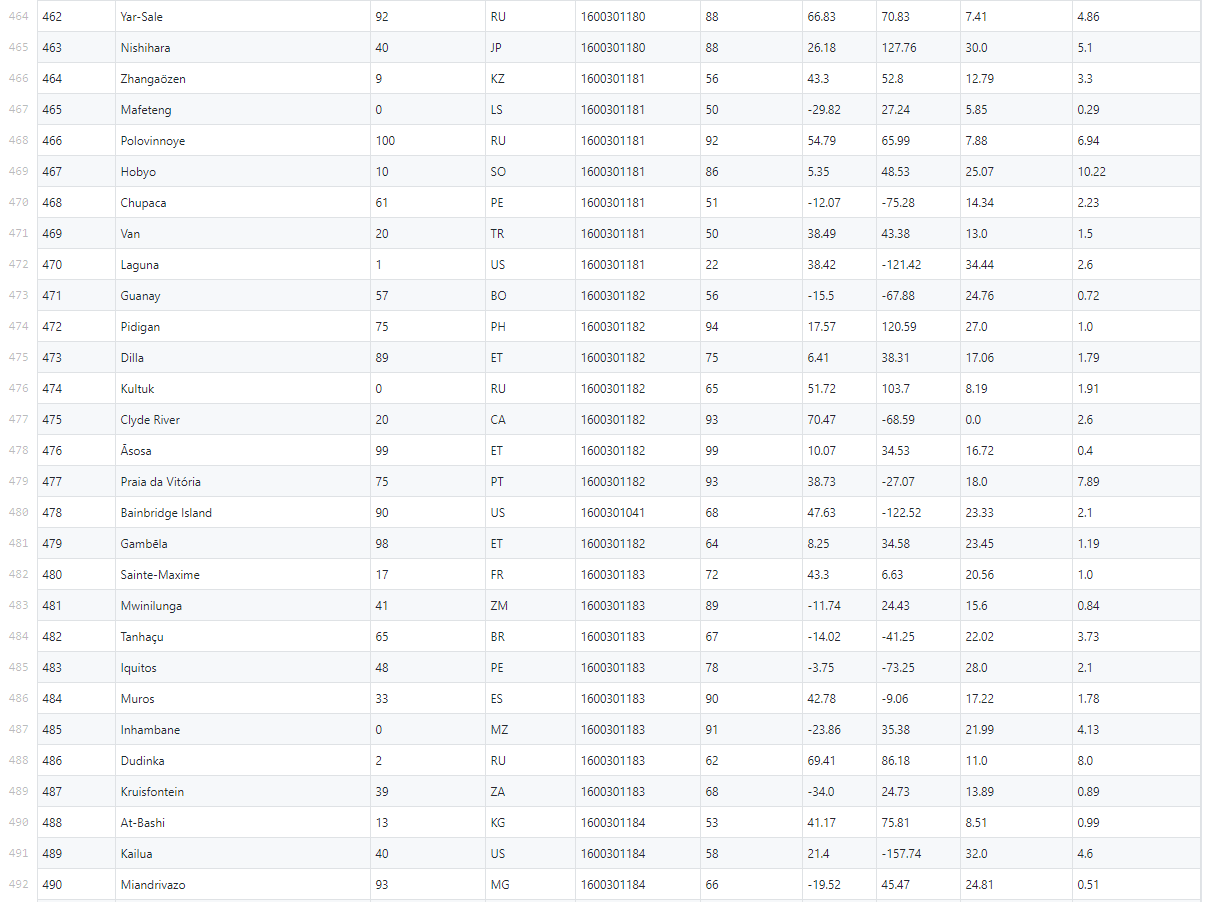 464 462 Yar-Sale 92 RU 1600301180 88 66.83 70.83 7.41 4.86
465 463 Nishihara 40 JP 1600301180 88 26.18 127.76 30.0 5.1
466 464 Zhangaözen 9 KZ 1600301181 56 43.3 52.8 12.79 3.3
467 465 Mafeteng 0 LS 1600301181 50 -29.82 27.24 5.85 0.29
468 466 Polovinnoye 100 RU 1600301181 92 54.79 65.99 7.88 6.94
469 467 Hobyo 10 SO 1600301181 86 5.35 48.53 25.07 10.22
470 468 Chupaca 61 PE 1600301181 51 -12.07 -75.28 14.34 2.23
471 469 Van 20 TR 1600301181 50 38.49 43.38 13.0 1.5
472 470 Laguna 1 US 1600301181 22 38.42 -121.42 34.44 2.6
473 471 Guanay 57 BO 1600301182 56 -15.5 -67.88 24.76 0.72
474 472 Pidigan 75 PH 1600301182 94 17.57 120.59 27.0 1.0
475 473 Dilla 89 ET 1600301182 75 6.41 38.31 17.06 1.79
476 474 Kultuk 0 RU 1600301182 65 51.72 103.7 8.19 1.91
477 475 Clyde River 20 CA 1600301182 93 70.47 -68.59 0.0 2.6
478 476 Āsosa 99 ET 1600301182 99 10.07 34.53 16.72 0.4
479 477 Praia da Vitória 75 PT 1600301182 93 38.73 -27.07 18.0 7.89
480 478 Bainbridge Island 90 US 1600301041 68 47.63 -122.52 23.33 2.1
481 479 Gambēla 98 ET 1600301182 64 8.25 34.58 23.45 1.19
482 480 Sainte-Maxime 17 FR 1600301183 72 43.3 6.63 20.56 1.0
483 481 Mwinilunga 41 ZM 1600301183 89 -11.74 24.43 15.6 0.84
484 482 Tanhaçu 65 BR 1600301183 67 -14.02 -41.25 22.02 3.73
485 483 Iquitos 48 PE 1600301183 78 -3.75 -73.25 28.0 2.1
486 484 Muros 33 ES 1600301183 90 42.78 -9.06 17.22 1.78
487 485 Inhambane 0 MZ 1600301183 91 -23.86 35.38 21.99 4.13
488 486 Dudinka 2 RU 1600301183 62 69.41 86.18 11.0 8.0
489 487 Kruisfontein 39 ZA 1600301183 68 -34.0 24.73 13.89 0.89
490 488 At-Bashi 13 KG 1600301184 53 41.17 75.81 8.51 0.99
491 489 Kailua 40 US 1600301184 58 21.4 -157.74 32.0 4.6
492 490 Miandrivazo 93 MG 1600301184 66 -19.52 45.47 24.81 0.51